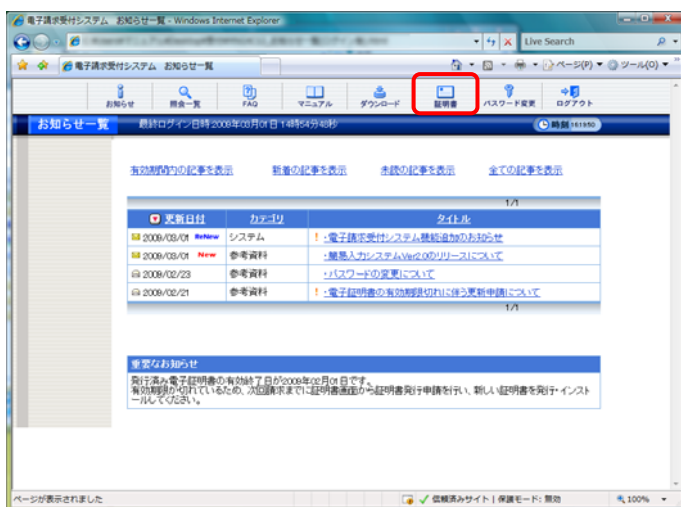 電子請求受付システム お知らせ一覧 - Windows Internet Explorer
Live Search
電子請求受付システム お知らせ一覧
ページ(P) ツール(O)
お知らせ 照会一覧 FAQ マニュアル ダウンロード 証明書 パスワード変更 ログアウト
お知らせ一覧 最終ログイン日時:2009年03月01日 14時54分48秒 時刻 161950
有効期間内の記事を表示 新着の記事を表示 未読の記事を表示 全ての記事を表示
1/1
更新日付 カテゴリ タイトル
2009/03/01 ReNew システム ! ・電子請求受付システム機能追加のお知らせ
2009/03/01 New 参考資料 ・簡易入力システムVer2.0のリリースについて
2009/02/23 参考資料 ・パスワードの変更について
2009/02/21 参考資料 ! ・電子証明書の有効期限切れに伴う更新申請について
1/1
重要なお知らせ
発行済み電子証明書の有効終了日が2009年02月01日です。
有効期限が切れているため、次回請求までに証明書画面から証明書発行申請を行い、新しい証明書を発行・インスト
ールしてください。
ページが表示されました 信頼済みサイト | 保護モード: 無効 100%